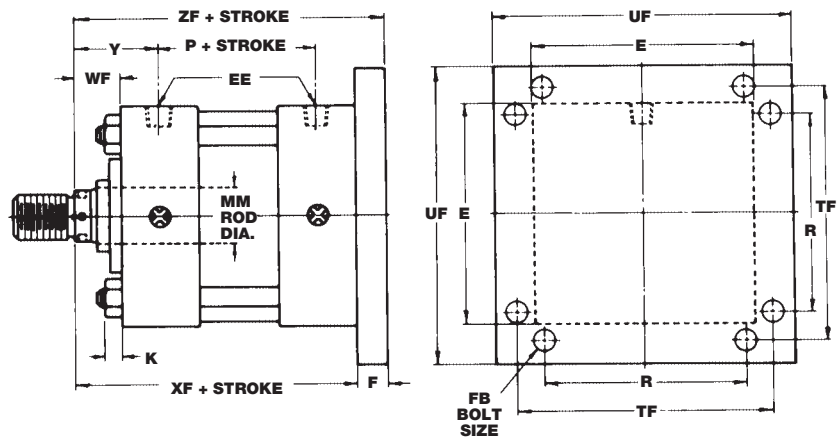 ZF + STROKE
Y
P + STROKE
WF
EE
MM
ROD
DIA.
K
XF + STROKE
F
UF
E
UF
E
R
TF
R
TF
FB
BOLT
SIZE